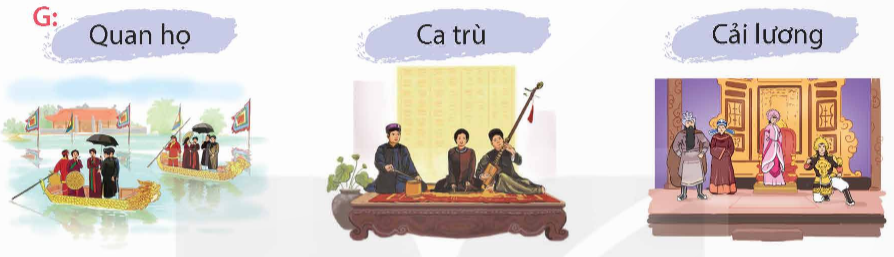 G:
Quan họ
Ca trù
Cải lương